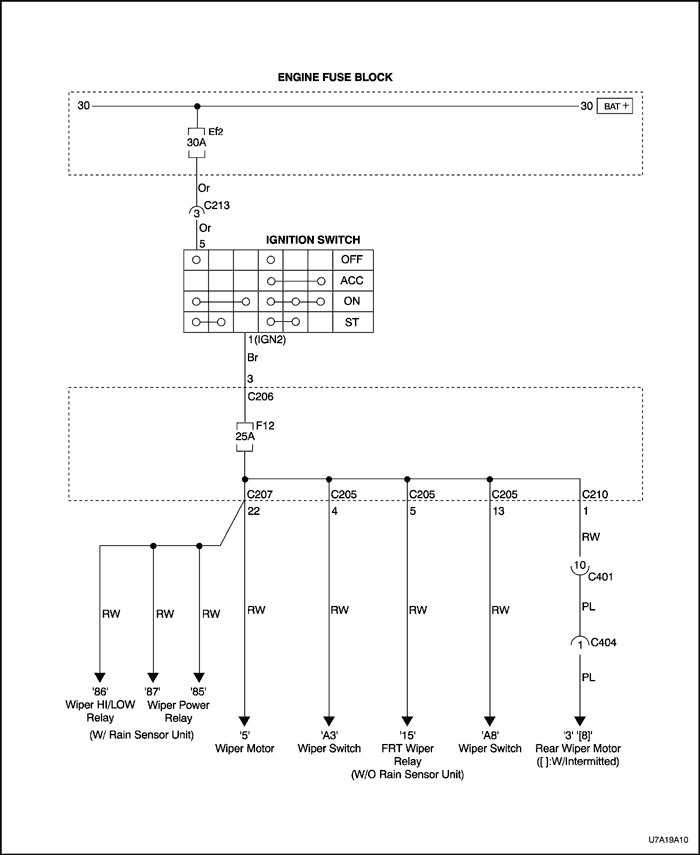 ENGINE FUSE BLOCK
30 30 BAT +
Ef2
30A
Or
C213
3
Or
5
IGNITION SWITCH
OFF
ACC
ON
ST
1(IGN2)
Br
3
C206
F12
25A
C207 C205 C205 C205 C210
22 4 5 13 1
RW
10
C401
PL
RW RW RW RW RW RW RW
1 C404
PL
'86' '87' '85'
Wiper HI/LOW Wiper Power
Relay Relay
(W/ Rain Sensor Unit)
'5' 'A3' '15' 'A8' '3' '[8]'
Wiper Motor Wiper Switch FRT Wiper Wiper Switch Rear Wiper Motor
Relay ([ ]:W/Intermitted)
(W/O Rain Sensor Unit)
U7A19A10